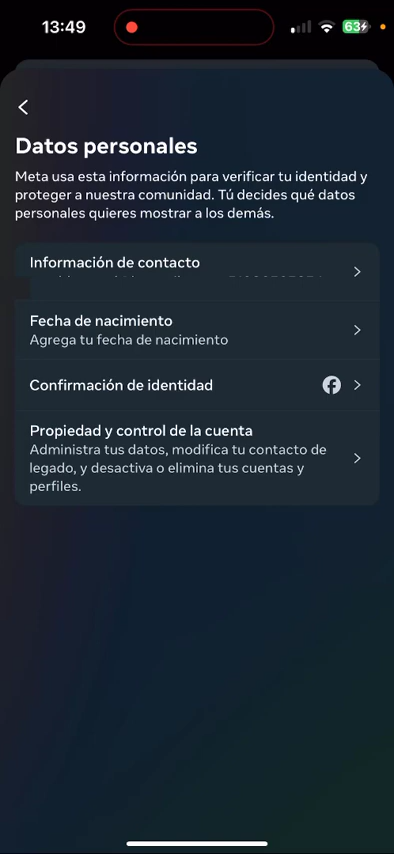 13:49
63
Datos personales
Meta usa esta información para verificar tu identidad y
proteger a nuestra comunidad. Tú decides qué datos
personales quieres mostrar a los demás.
Información de contacto
Fecha de nacimiento
Agrega tu fecha de nacimiento
Confirmación de identidad
Propiedad y control de la cuenta
Administra tus datos, modifica tu contacto de
legado, y desactiva o elimina tus cuentas y
perfiles.